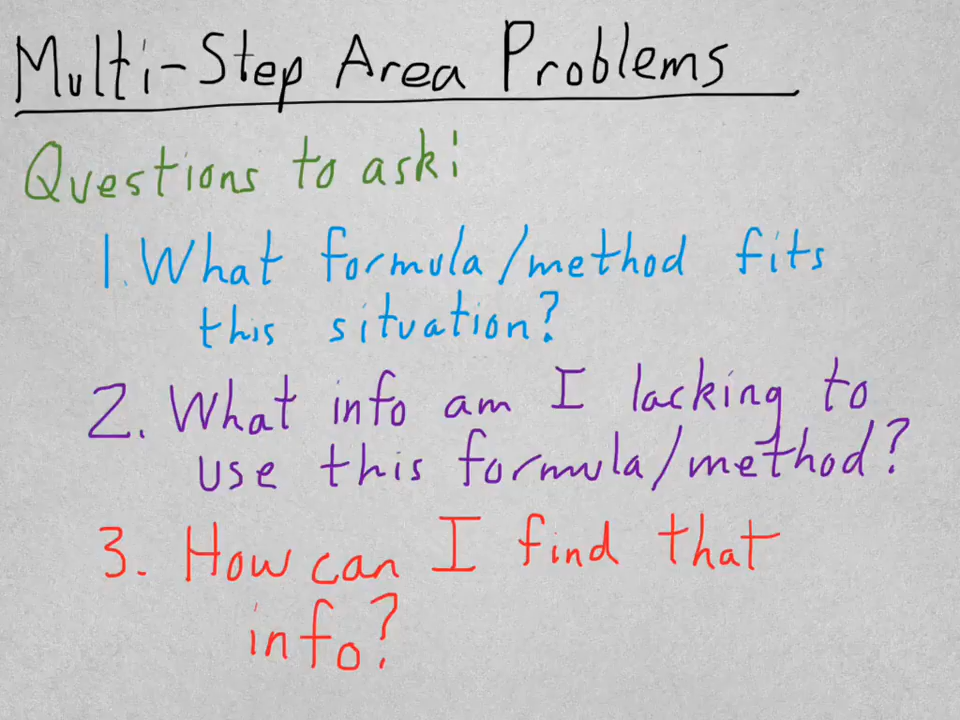 Multi-Step Area Problems
Questions to ask:
1. What formula/method fits
this situation?
2. What info am I lacking to
use this formula/method?
3. How can I find that
info?